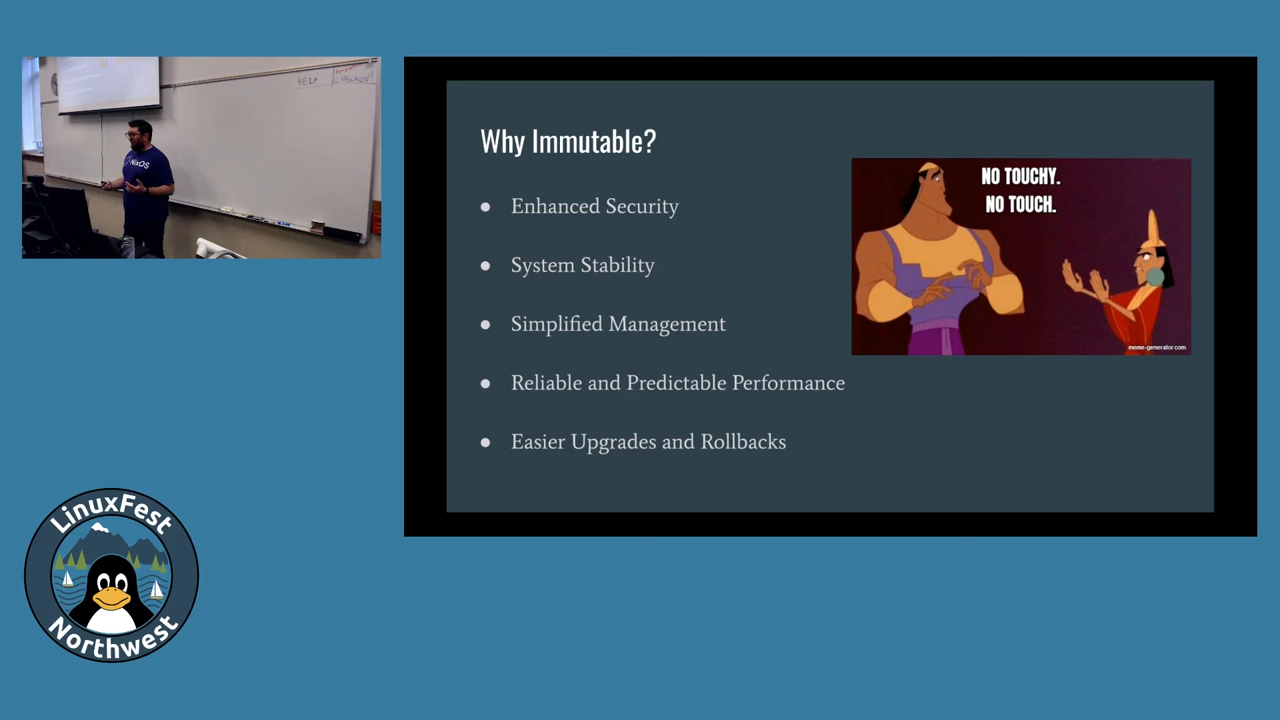 HELP
NixOS
Why Immutable?
● Enhanced Security
● System Stability
● Simplified Management
● Reliable and Predictable Performance
● Easier Upgrades and Rollbacks
NO TOUCHY.
NO TOUCH.
meme-generator.com
LinuxFest
Northwest